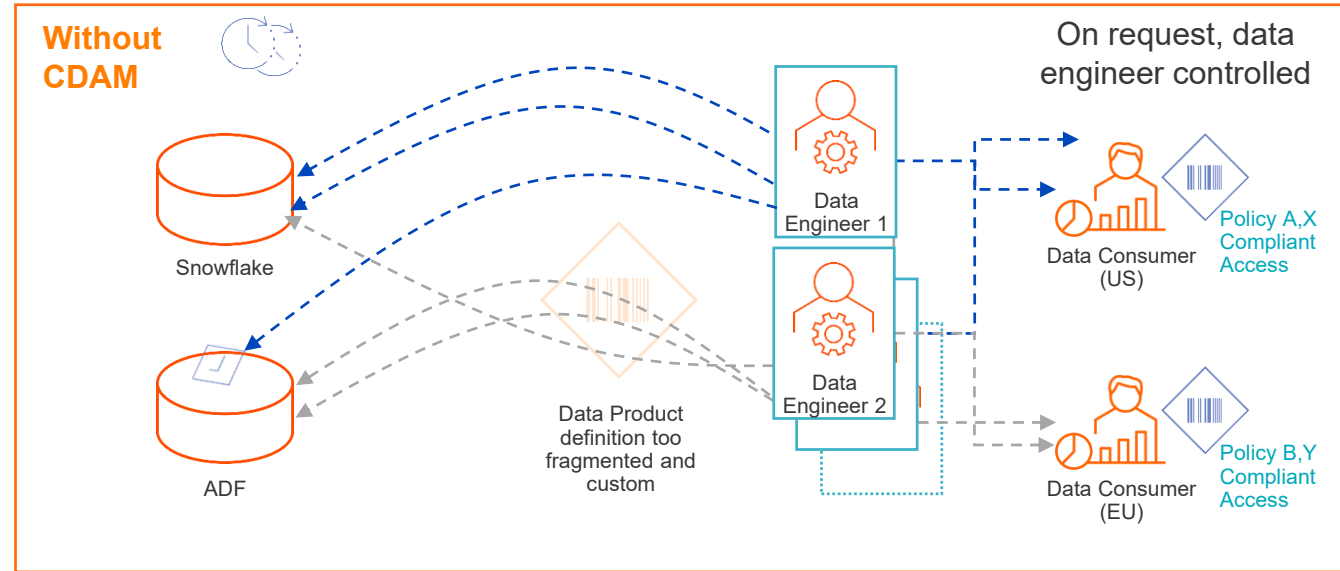 Without
CDAM
On request, data
engineer controlled
Data
Engineer 1
Snowflake
Data Consumer
(US)
Policy A,X
Compliant
Access
Data
Engineer 2
Data Product
definition too
fragmented and
custom
ADF
Data Consumer
(EU)
Policy B,Y
Compliant
Access